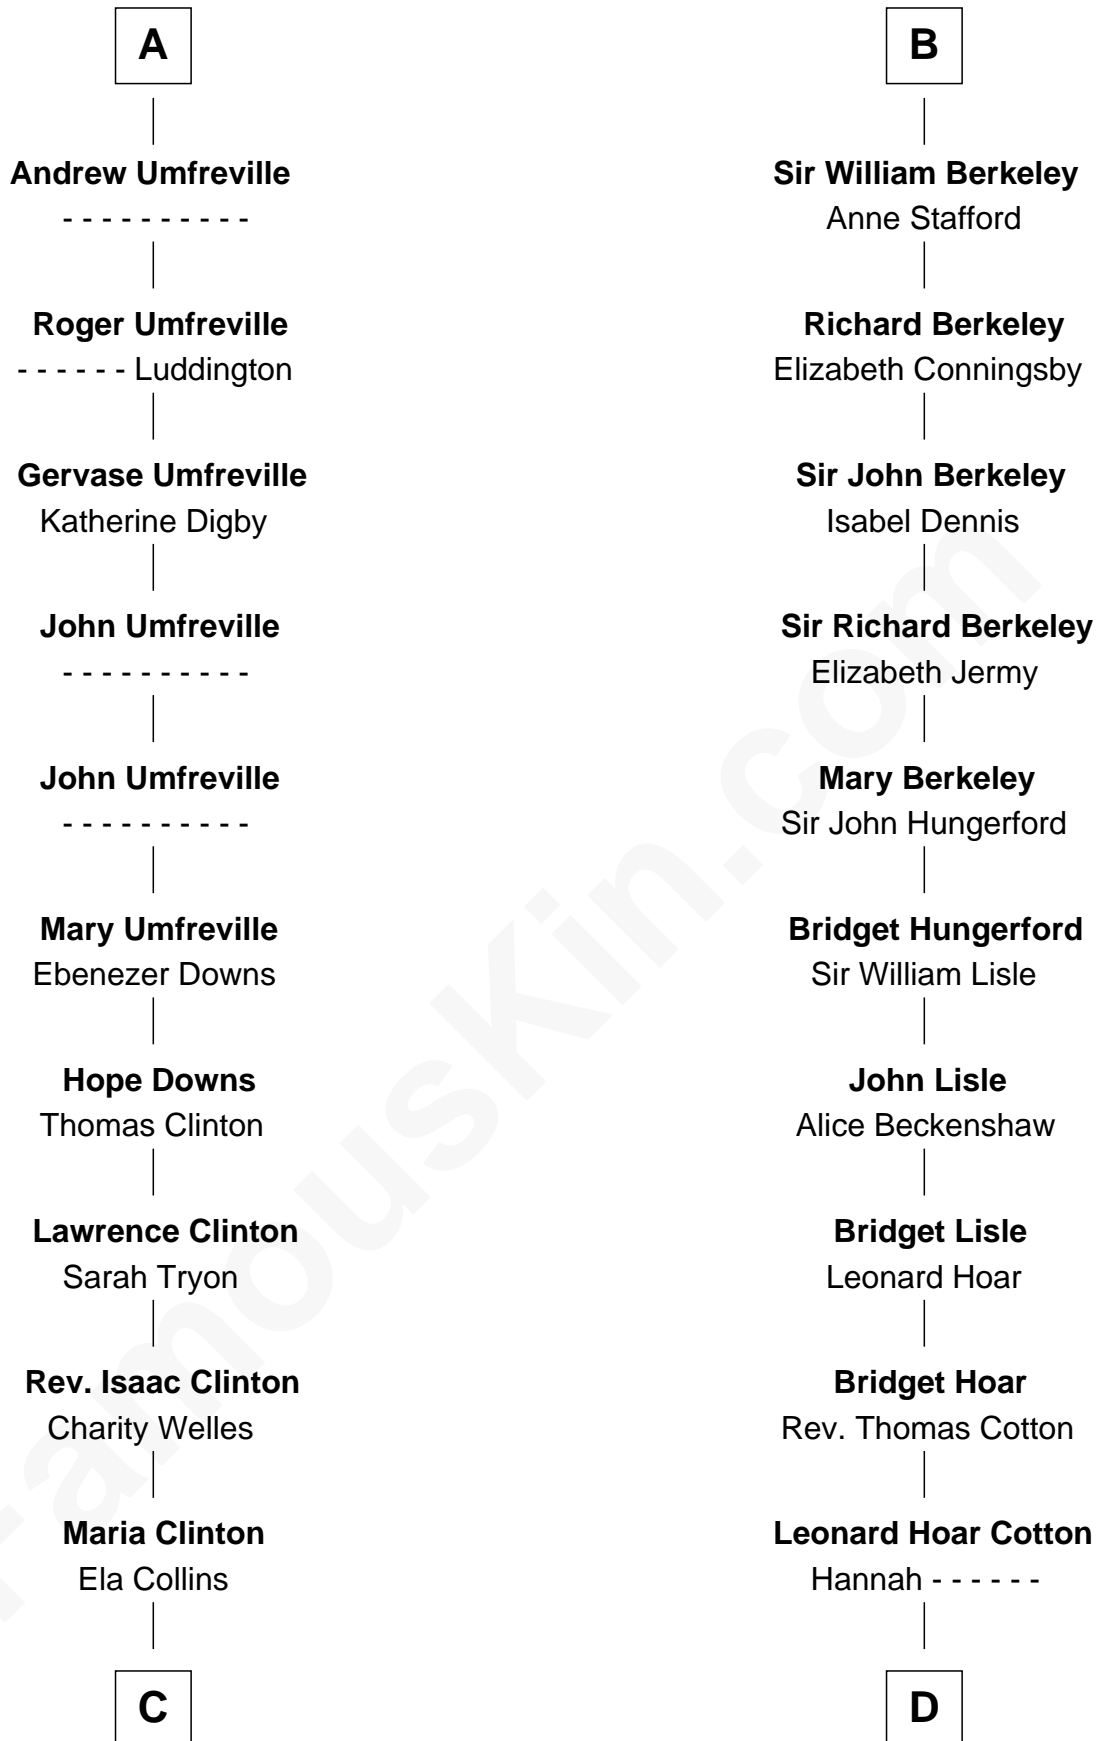 A
Andrew Umfreville
- - - - - - - - - -
Roger Umfreville
- - - - - - Luddington
Gervase Umfreville
Katherine Digby
John Umfreville
- - - - - - - - - -
John Umfreville
- - - - - - - - - -
Mary Umfreville
Ebenezer Downs
Hope Downs
Thomas Clinton
Lawrence Clinton
Sarah Tryon
Rev. Isaac Clinton
Charity Welles
Maria Clinton
Ela Collins
C
B
Sir William Berkeley
Anne Stafford
Richard Berkeley
Elizabeth Conningsby
Sir John Berkeley
Isabel Dennis
Sir Richard Berkeley
Elizabeth Jermy
Mary Berkeley
Sir John Hungerford
Bridget Hungerford
Sir William Lisle
John Lisle
Alice Beckenshaw
Bridget Lisle
Leonard Hoar
Bridget Hoar
Rev. Thomas Cotton
Leonard Hoar Cotton
Hannah - - - - - -
D
FamousKin.com